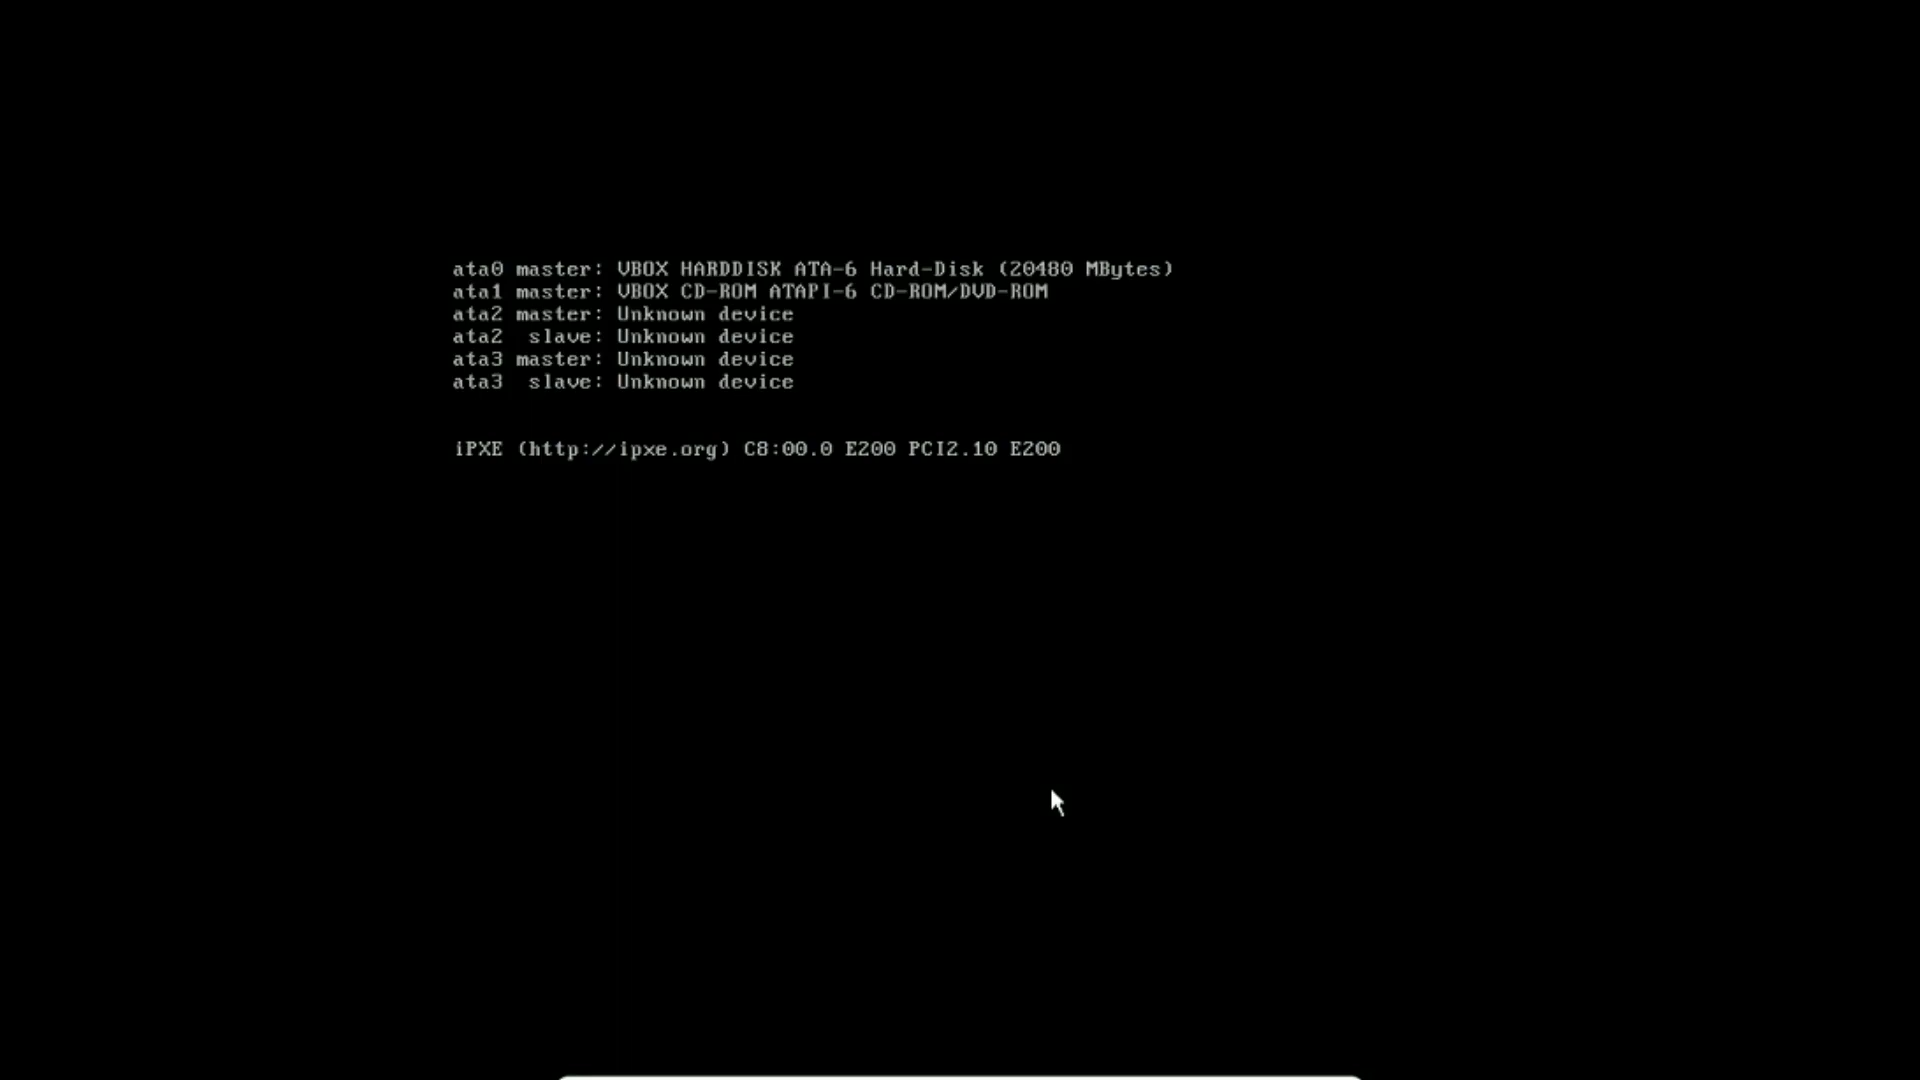 ata0 master: VBOX HARDDISK ATA-6 Hard-Disk (20480 MBytes)
ata1 master: VBOX CD-ROM ATAPI-6 CD-ROM/DVD-ROM
ata2 master: Unknown device
ata2  slave: Unknown device
ata3 master: Unknown device
ata3  slave: Unknown device
iPXE (http://ipxe.org) C8:00.0 E200 PCI2.10 E200